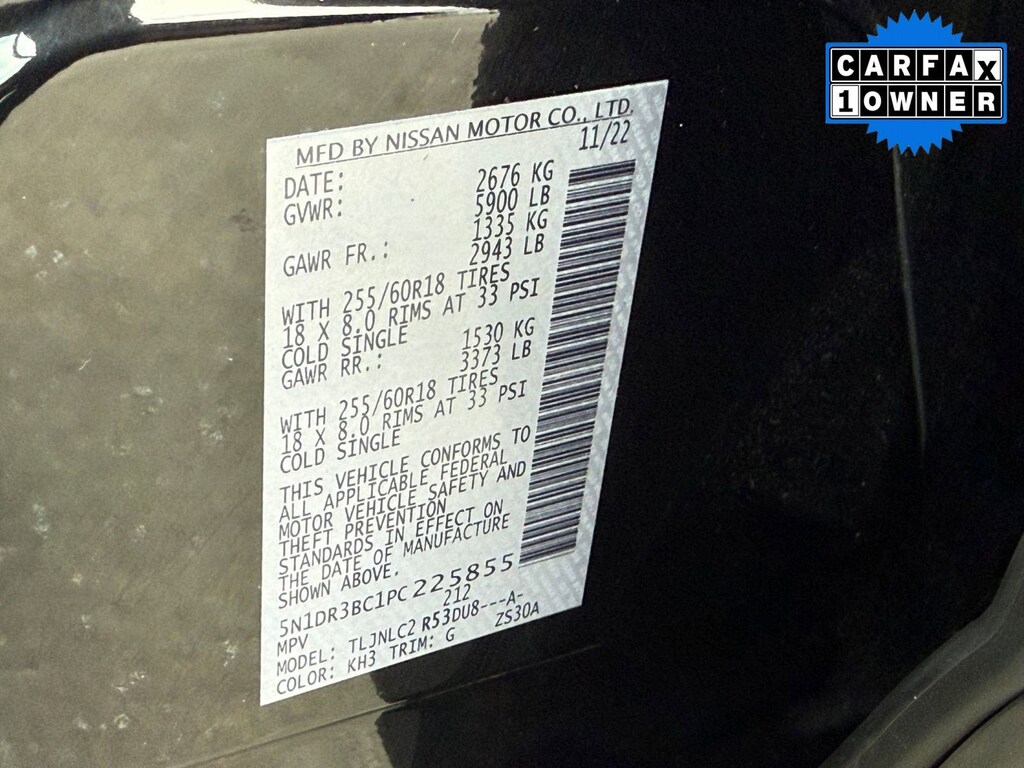 CARFAX
1 OWNER
MFD BY NISSAN MOTOR CO., LTD.
DATE: 11/22
GVWR: 2676 KG
5900 LB
GAWR FR.: 1335 KG
2943 LB
WITH 255/60R18 TIRES
18 X 8.0 RIMS AT 33 PSI
COLD SINGLE
GAWR RR.: 1530 KG
3373 LB
WITH 255/60R18 TIRES
18 X 8.0 RIMS AT 33 PSI
COLD SINGLE
THIS VEHICLE CONFORMS TO
ALL APPLICABLE FEDERAL
MOTOR VEHICLE SAFETY AND
THEFT PREVENTION
STANDARDS IN EFFECT ON
THE DATE OF MANUFACTURE
SHOWN ABOVE.
5N1DR3BC1PC225855
MPV 212
MODEL: TLJNLC2 R53DU8---A-
COLOR: KH3 TRIM: G ZS30A